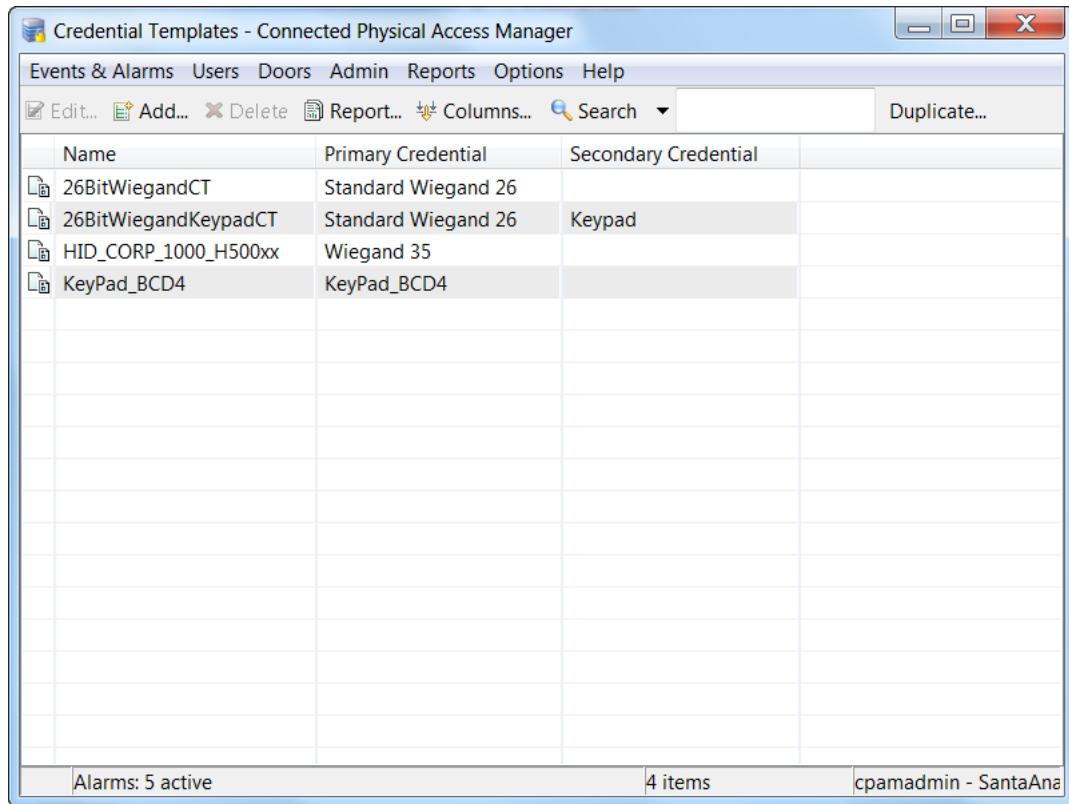 Credential Templates - Connected Physical Access Manager
Events & Alarms Users Doors Admin Reports Options Help
Edit... Add... Delete Report... Columns... Search Duplicate...
Name Primary Credential Secondary Credential
26BitWiegandCT Standard Wiegand 26
26BitWiegandKeypadCT Standard Wiegand 26 Keypad
HID_CORP_1000_H500xx Wiegand 35
KeyPad_BCD4 KeyPad_BCD4
Alarms: 5 active 4 items cpamadmin - SantaAna